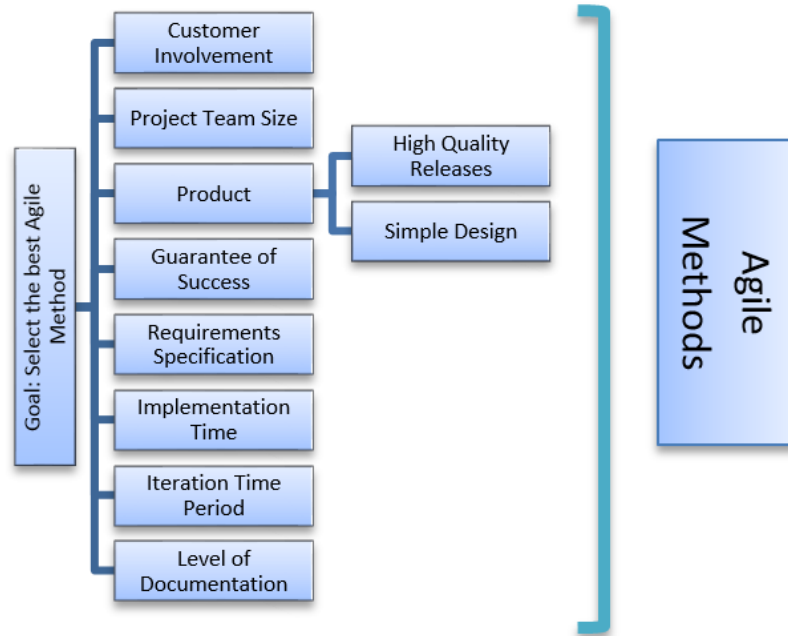 Goal: Select the best Agile
Method
Customer
Involvement
Project Team Size
Product
High Quality
Releases
Simple Design
Guarantee of
Success
Requirements
Specification
Implementation
Time
Iteration Time
Period
Level of
Documentation
Agile
Methods